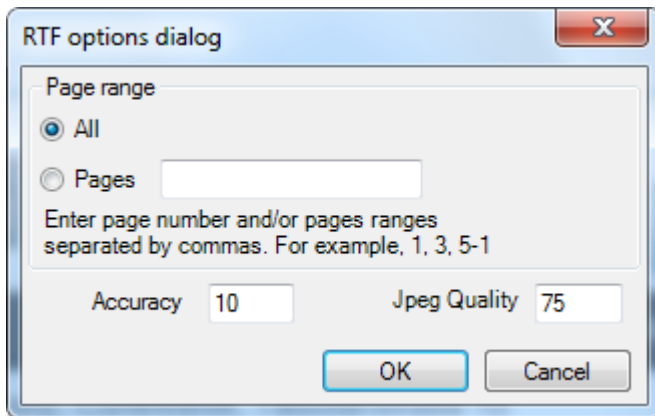 RTF options dialog
Page range
All
Pages
Enter page number and/or pages ranges
separated by commas. For example, 1, 3, 5-1
Accuracy 10 Jpeg Quality 75
OK Cancel